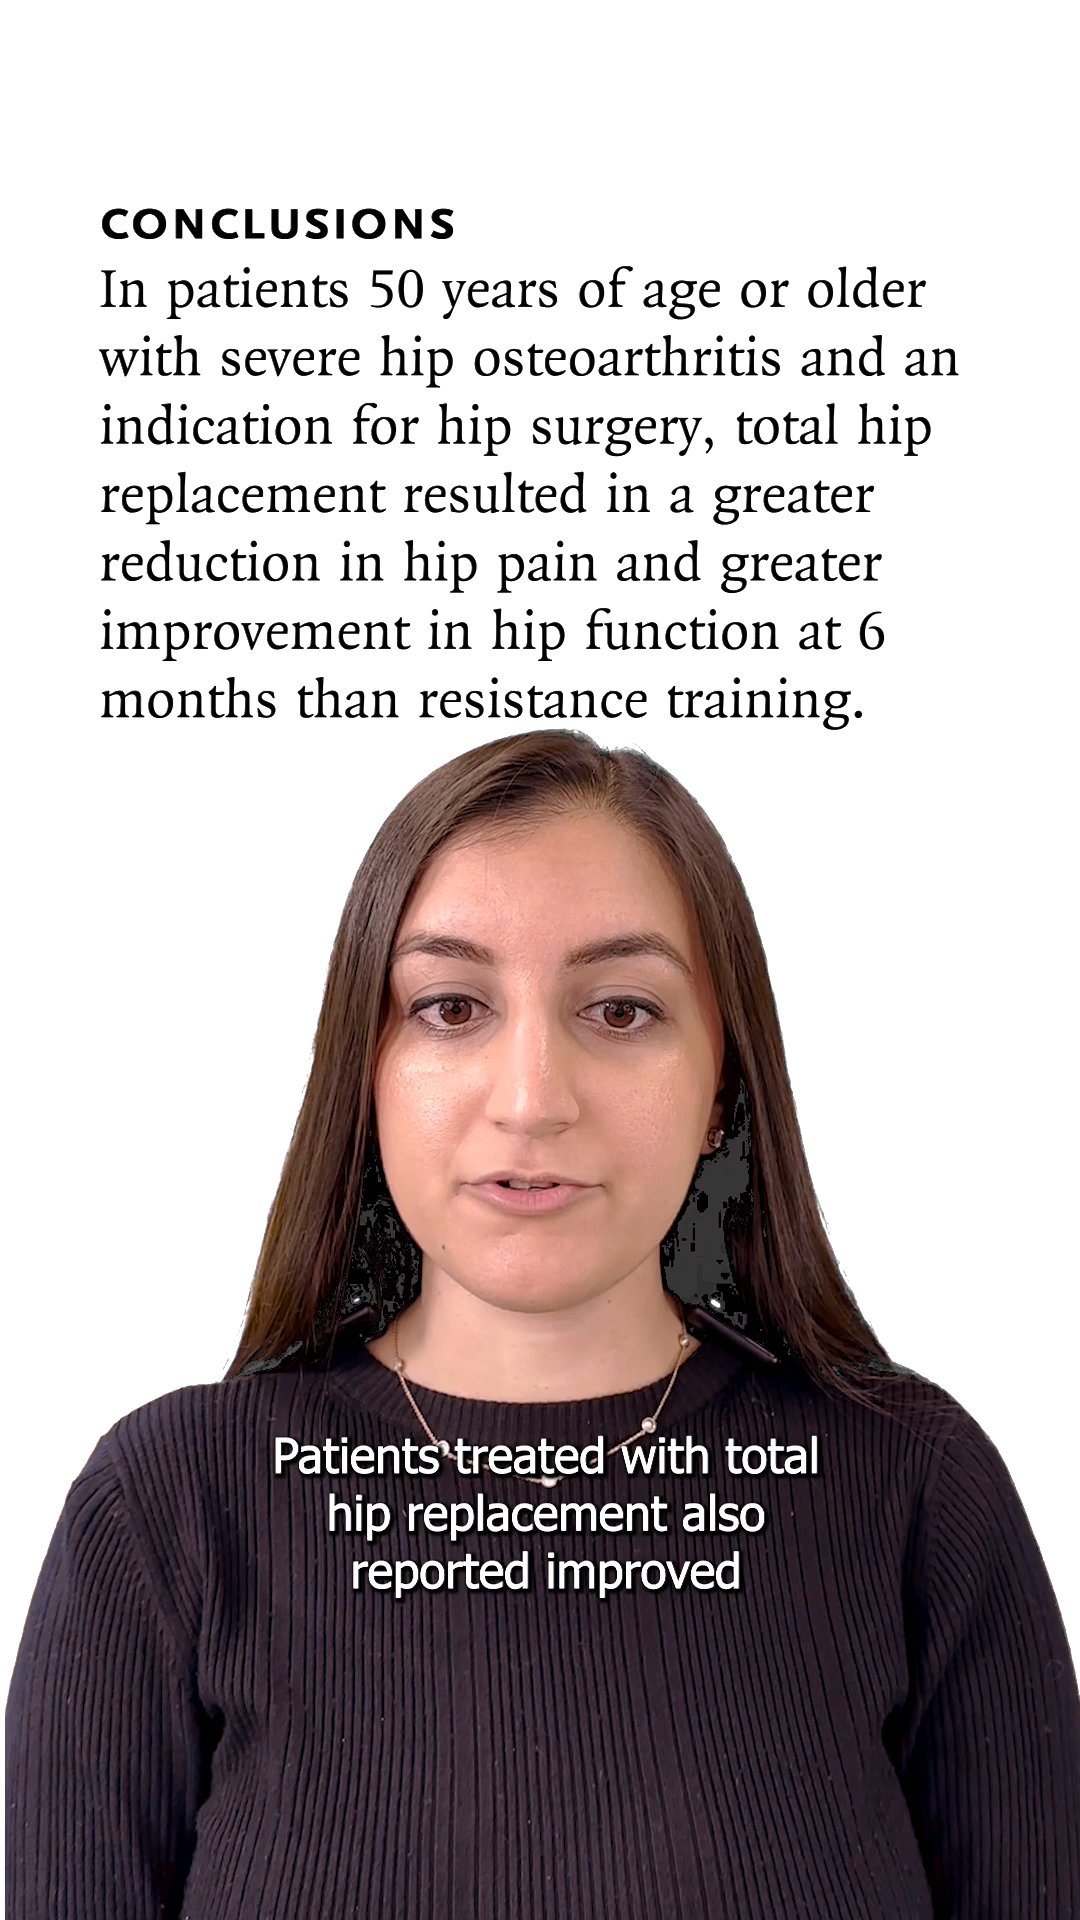 CONCLUSIONS
In patients 50 years of age or older
with severe hip osteoarthritis and an
indication for hip surgery, total hip
replacement resulted in a greater
reduction in hip pain and greater
improvement in hip function at 6
months than resistance training.
Patients treated with total
hip replacement also
reported improved